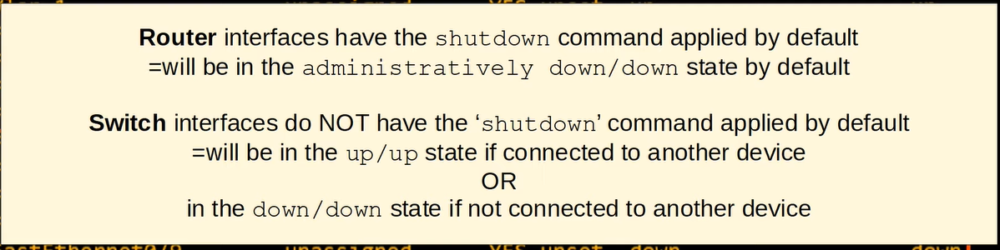 Router interfaces have the shutdown command applied by default
=will be in the administratively down/down state by default
Switch interfaces do NOT have the ‘shutdown’ command applied by default
=will be in the up/up state if connected to another device
OR
in the down/down state if not connected to another device